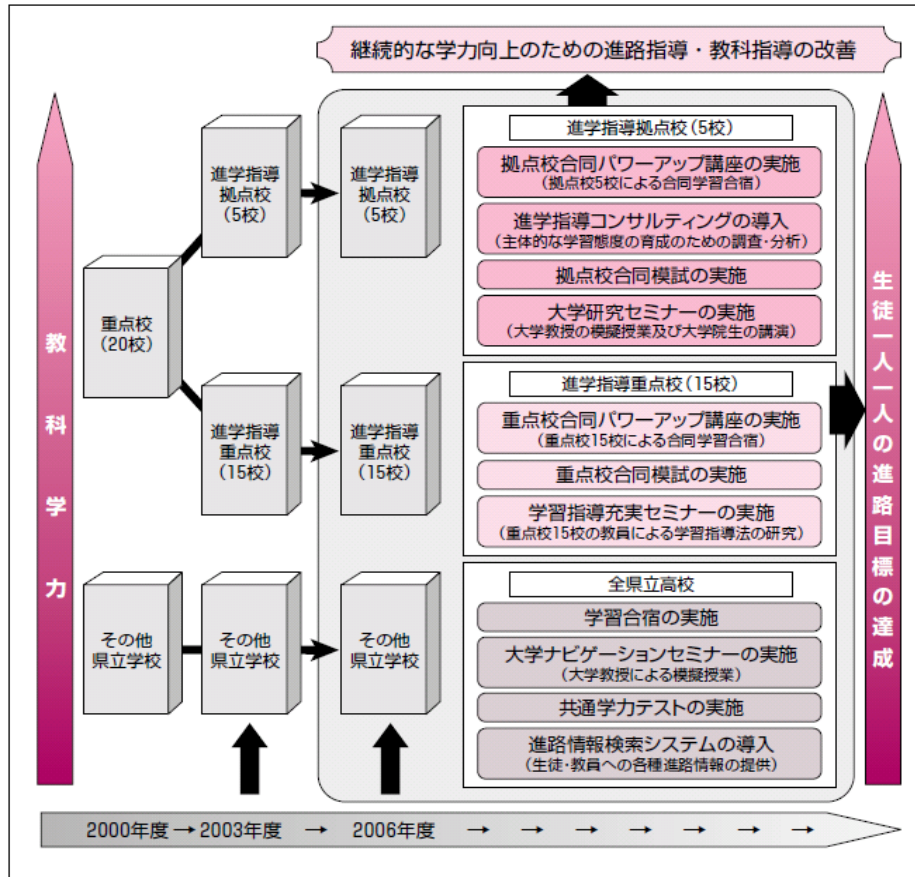 継続的な学力向上のための進路指導・教科指導の改善
教科学力
重点校
(20校)
進学指導
拠点校
(5校)
進学指導
拠点校
(5校)
進学指導
重点校
(15校)
進学指導
重点校
(15校)
その他
県立学校
その他
県立学校
その他
県立学校
進学指導拠点校(5校)
拠点校合同パワーアップ講座の実施
(拠点校5校による合同学習合宿)
進学指導コンサルティングの導入
(主体的な学習態度の育成のための調査・分析)
拠点校合同模試の実施
大学研究セミナーの実施
(大学教授の模擬授業及び大学院生の講演)
進学指導重点校(15校)
重点校合同パワーアップ講座の実施
(重点校15校による合同学習合宿)
重点校合同模試の実施
学習指導充実セミナーの実施
(重点校15校の教員による学習指導法の研究)
全県立高校
学習合宿の実施
大学ナビゲーションセミナーの実施
(大学教授による模擬授業)
共通学力テストの実施
進路情報検索システムの導入
(生徒・教員への各種進路情報の提供)
生徒一人一人の進路目標の達成
2000年度→2003年度 → 2006年度 → → → → → → →